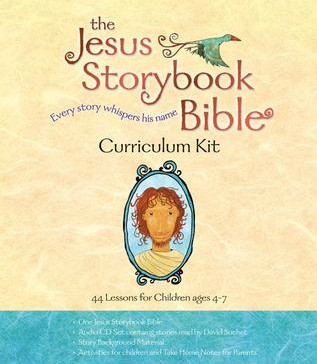 the
Jesus
Storybook
Every story whispers his name
Bible
Curriculum Kit
44 Lessons for Children ages 4-7
• One Jesus Storybook Bible
• Audio CD Set containg stories read by David Suchet
• Story Background Material
• Activities for children and Take Home Notes for Parents